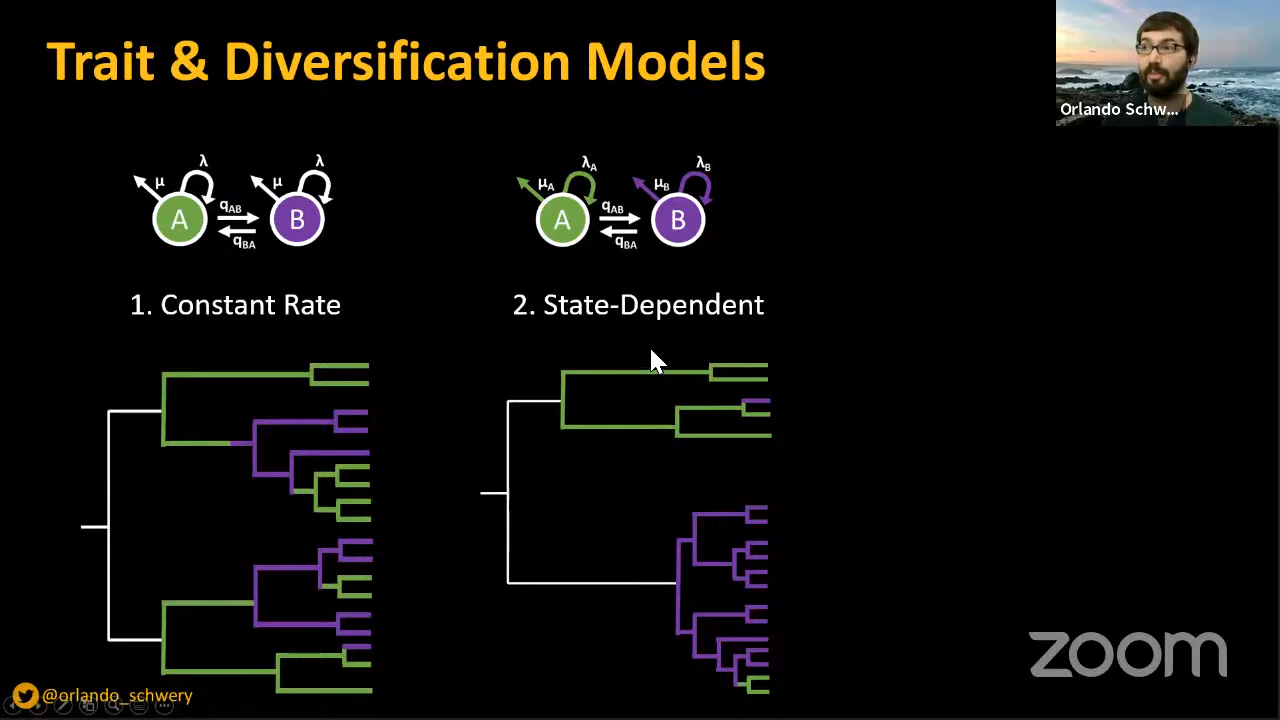 Trait & Diversification Models
Orlando Schw...
λ
λ
μ
μ
A
qAB
qBA
B
λA
λB
μA
μB
A
qAB
qBA
B
1. Constant Rate
2. State-Dependent
zoom
@orlando_schwery